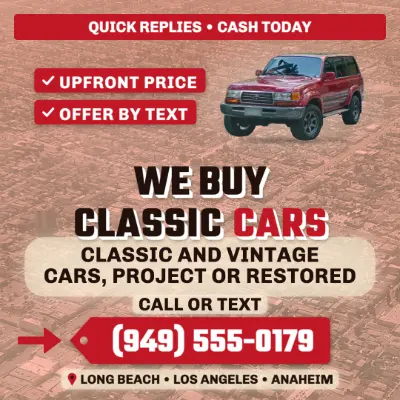 QUICK REPLIES • CASH TODAY
UPFRONT PRICE
OFFER BY TEXT
WE BUY
CLASSIC CARS
CLASSIC AND VINTAGE
CARS, PROJECT OR RESTORED
CALL OR TEXT
(949) 555-0179
LONG BEACH • LOS ANGELES • ANAHEIM